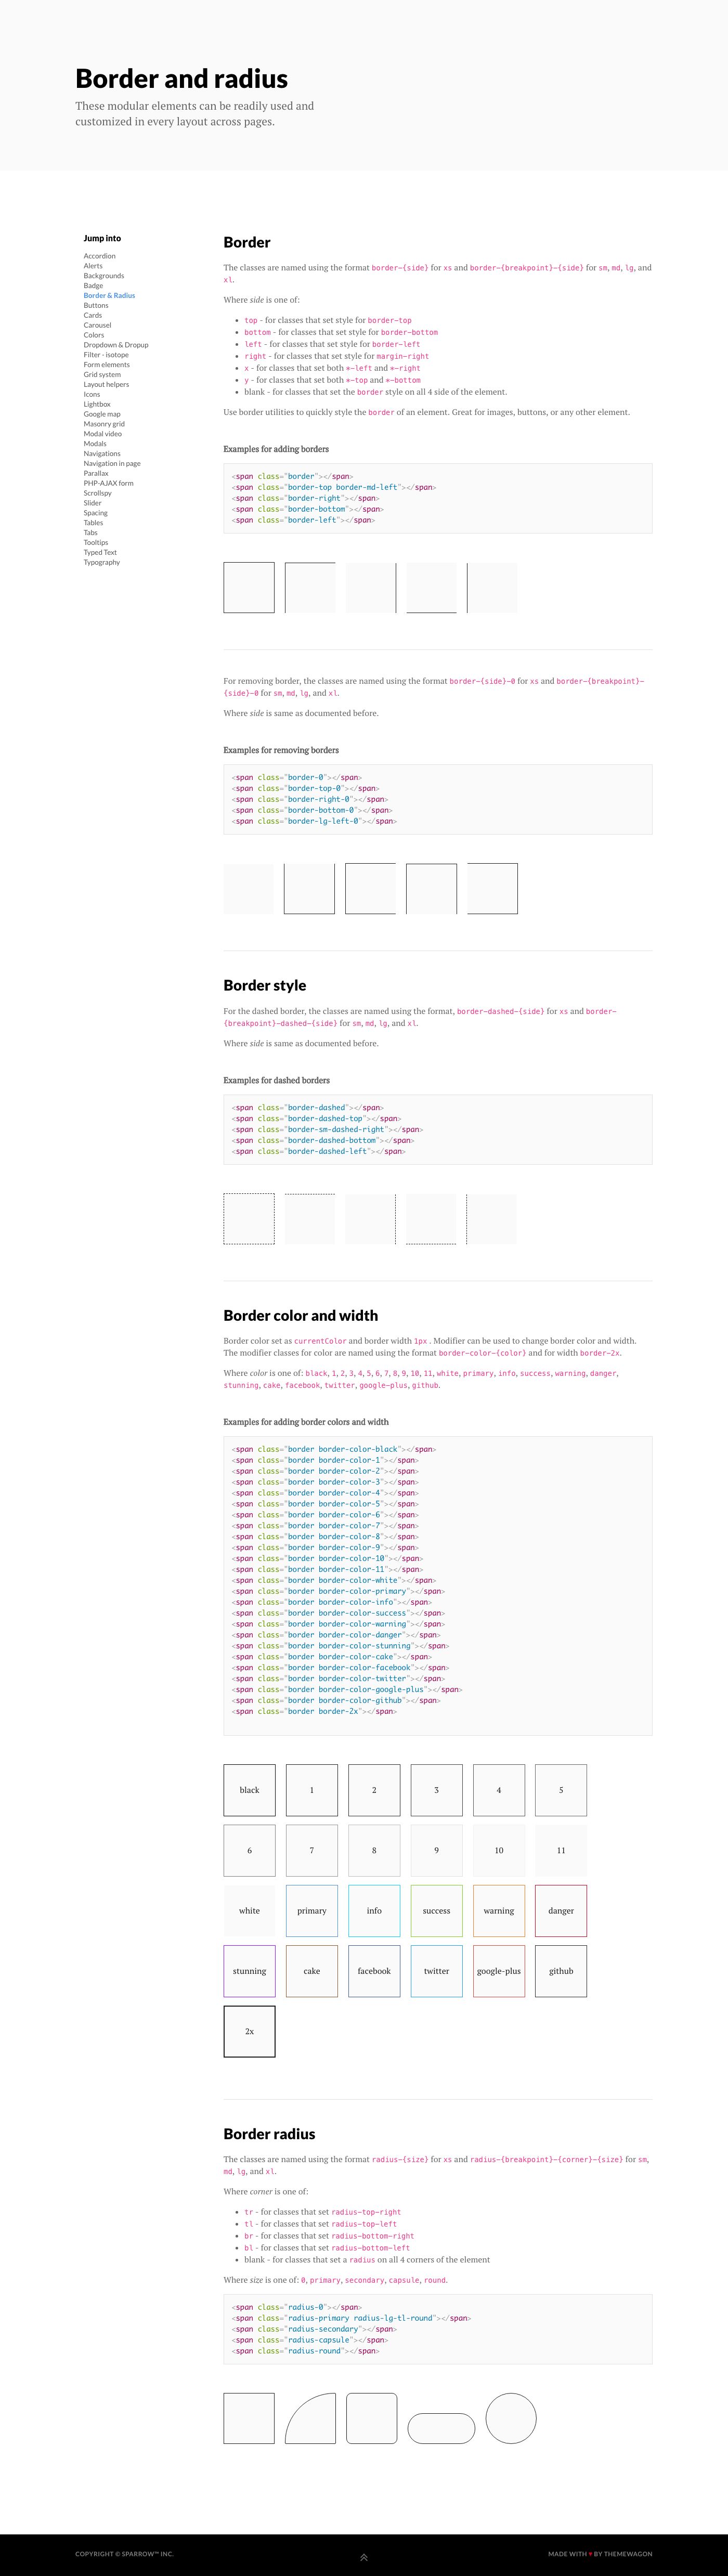 Border and radius
These modular elements can be readily used and
customized in every layout across pages.
Jump into
Accordion
Alerts
Backgrounds
Badge
Border & Radius
Buttons
Cards
Carousel
Colors
Dropdown & Dropup
Filter - isotope
Form elements
Grid system
Layout helpers
Icons
Lightbox
Google map
Masonry grid
Modal video
Modals
Navigations
Navigation in page
Parallax
PHP-AJAX form
Scrollspy
Slider
Spacing
Tables
Tabs
Tooltips
Typed Text
Typography
Border
The classes are named using the format border-{side} for xs and border-{breakpoint}-{side} for sm, md, lg, and
xl.
Where side is one of:
top - for classes that set style for border-top
bottom - for classes that set style for border-bottom
left - for classes that set style for border-left
right - for classes that set style for margin-right
x - for classes that set both *-left and *-right
y - for classes that set both *-top and *-bottom
blank - for classes that set the border style on all 4 side of the element.
Use border utilities to quickly style the border of an element. Great for images, buttons, or any other element.
Examples for adding borders
<span class="border"></span>
<span class="border-top border-md-left"></span>
<span class="border-right"></span>
<span class="border-bottom"></span>
<span class="border-left"></span>
For removing border, the classes are named using the format border-{side}-0 for xs and border-{breakpoint}-
{side}-0 for sm, md, lg, and xl.
Where side is same as documented before.
Examples for removing borders
<span class="border-0"></span>
<span class="border-top-0"></span>
<span class="border-right-0"></span>
<span class="border-bottom-0"></span>
<span class="border-lg-left-0"></span>
Border style
For the dashed border, the classes are named using the format, border-dashed-{side} for xs and border-
{breakpoint}-dashed-{side} for sm, md, lg, and xl.
Where side is same as documented before.
Examples for dashed borders
<span class="border-dashed"></span>
<span class="border-dashed-top"></span>
<span class="border-sm-dashed-right"></span>
<span class="border-dashed-bottom"></span>
<span class="border-dashed-left"></span>
Border color and width
Border color set as currentColor and border width 1px . Modifier can be used to change border color and width.
The modifier classes for color are named using the format border-color-{color} and for width border-2x.
Where color is one of: black, 1, 2, 3, 4, 5, 6, 7, 8, 9, 10, 11, white, primary, info, success, warning, danger,
stunning, cake, facebook, twitter, google-plus, github.
Examples for adding border colors and width
<span class="border border-color-black"></span>
<span class="border border-color-1"></span>
<span class="border border-color-2"></span>
<span class="border border-color-3"></span>
<span class="border border-color-4"></span>
<span class="border border-color-5"></span>
<span class="border border-color-6"></span>
<span class="border border-color-7"></span>
<span class="border border-color-8"></span>
<span class="border border-color-9"></span>
<span class="border border-color-10"></span>
<span class="border border-color-11"></span>
<span class="border border-color-white"></span>
<span class="border border-color-primary"></span>
<span class="border border-color-info"></span>
<span class="border border-color-success"></span>
<span class="border border-color-warning"></span>
<span class="border border-color-danger"></span>
<span class="border border-color-stunning"></span>
<span class="border border-color-cake"></span>
<span class="border border-color-facebook"></span>
<span class="border border-color-twitter"></span>
<span class="border border-color-google-plus"></span>
<span class="border border-color-github"></span>
<span class="border border-2x"></span>
black 1 2 3 4 5
6 7 8 9 10 11
white primary info success warning danger
stunning cake facebook twitter google-plus github
2x
Border radius
The classes are named using the format radius-{size} for xs and radius-{breakpoint}-{corner}-{size} for sm,
md, lg, and xl.
Where corner is one of:
tr - for classes that set radius-top-right
tl - for classes that set radius-top-left
br - for classes that set radius-bottom-right
bl - for classes that set radius-bottom-left
blank - for classes that set a radius on all 4 corners of the element
Where size is one of: 0, primary, secondary, capsule, round.
<span class="radius-0"></span>
<span class="radius-primary radius-lg-tl-round"></span>
<span class="radius-secondary"></span>
<span class="radius-capsule"></span>
<span class="radius-round"></span>
COPYRIGHT © SPARROW™ INC.
MADE WITH ♥ BY THEMEWAGON